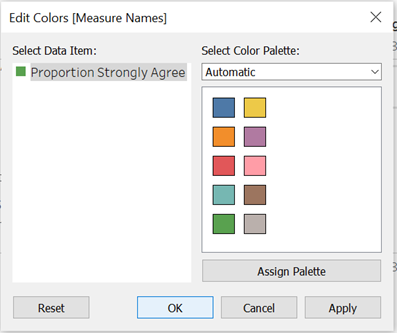 Edit Colors [Measure Names]
Select Data Item:
Select Color Palette:
Proportion Strongly Agree
Automatic
Assign Palette
Reset
OK
Cancel
Apply